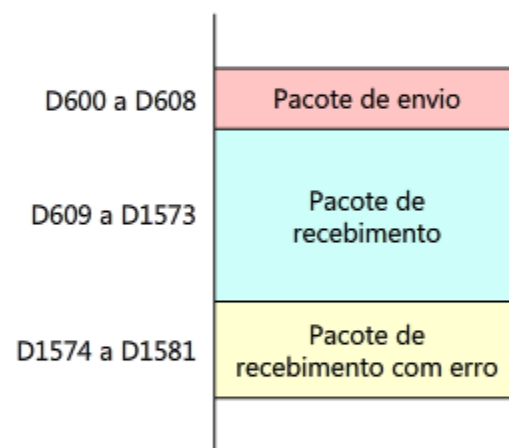 D600 a D608
Pacote de envio
D609 a D1573
Pacote de
recebimento
D1574 a D1581
Pacote de
recebimento com erro